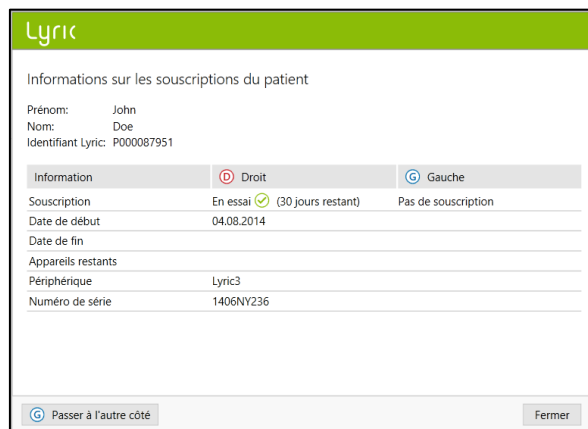 Lyric
Informations sur les souscriptions du patient
Prénom: John
Nom: Doe
Identifiant Lyric: P000087951
Information D Droit G Gauche
Souscription En essai (30 jours restant) Pas de souscription
Date de début 04.08.2014
Date de fin
Appareils restants
Périphérique Lyric3
Numéro de série 1406NY236
G Passer à l'autre côté Fermer